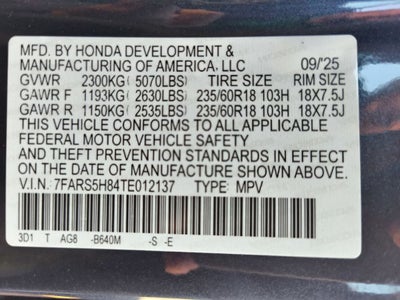 MFD. BY HONDA DEVELOPMENT &
MANUFACTURING OF AMERICA, LLC 09/'25
GVWR 2300KG (5070LBS) TIRE SIZE RIM SIZE
GAWR F 1193KG (2630LBS) 235/60R18 103H 18X7.5J
GAWR R 1150KG (2535LBS) 235/60R18 103H 18X7.5J
THIS VEHICLE CONFORMS TO ALL APPLICABLE
FEDERAL MOTOR VEHICLE SAFETY
AND THEFT PREVENTION STANDARDS IN EFFECT
ON THE DATE OF MANUFACTURE SHOWN ABOVE.
V.I.N. 7FARS5H84TE012137 TYPE: MPV
3D1 T AG8 -B640M -S -E